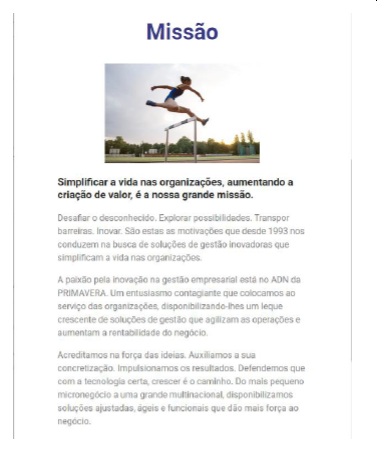 Missão
Simplificar a vida nas organizações, aumentando a
criação de valor, é a nossa grande missão.
Desafiar o desconhecido. Explorar possibilidades. Transpor
barreiras. Inovar. São estas as motivações que desde 1993 nos
conduzem na busca de soluções de gestão inovadoras que
simplificam a vida nas organizações.
A paixão pela inovação na gestão empresarial está no ADN da
PRIMAVERA. Um entusiasmo contagiante que colocamos ao
serviço das organizações, disponibilizando-lhes um leque
crescente de soluções de gestão que agilizam as operações e
aumentam a rentabilidade do negócio.
Acreditamos na força das ideias. Auxiliamos a sua
concretização. Impulsionamos os resultados. Defendemos que
com a tecnologia certa, crescer é o caminho. Do mais pequeno
micronegócio a uma grande multinacional, disponibilizamos
soluções ajustadas, ágeis e funcionais que dão mais força ao
negócio.